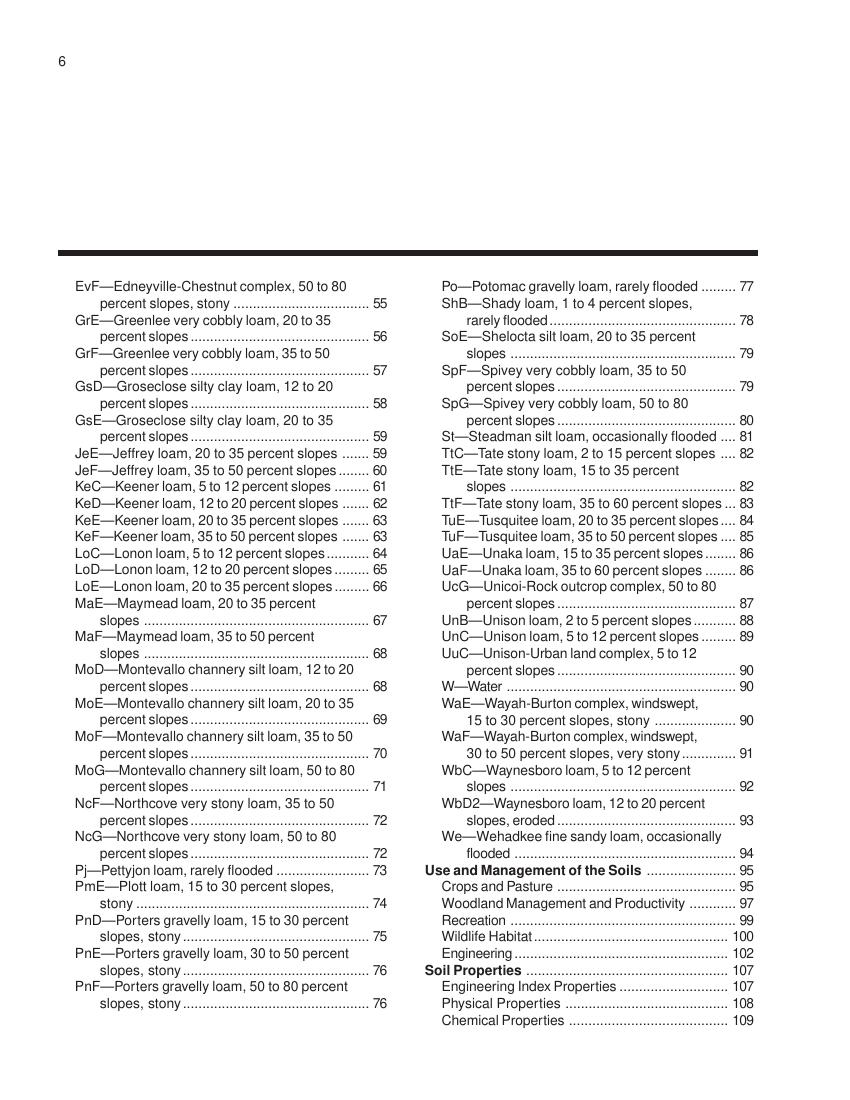 6
EvF—Edneyville-Chestnut complex, 50 to 80
percent slopes, stony ................................... 55
GrE—Greenlee very cobbly loam, 20 to 35
percent slopes .............................................. 56
GrF—Greenlee very cobbly loam, 35 to 50
percent slopes .............................................. 57
GsD—Groseclose silty clay loam, 12 to 20
percent slopes .............................................. 58
GsE—Groseclose silty clay loam, 20 to 35
percent slopes .............................................. 59
JeE—Jeffrey loam, 20 to 35 percent slopes ....... 59
JeF—Jeffrey loam, 35 to 50 percent slopes ........ 60
KeC—Keener loam, 5 to 12 percent slopes ......... 61
KeD—Keener loam, 12 to 20 percent slopes ....... 62
KeE—Keener loam, 20 to 35 percent slopes ....... 63
KeF—Keener loam, 35 to 50 percent slopes ....... 63
LoC—Lonon loam, 5 to 12 percent slopes ........... 64
LoD—Lonon loam, 12 to 20 percent slopes ......... 65
LoE—Lonon loam, 20 to 35 percent slopes ......... 66
MaE—Maymead loam, 20 to 35 percent
slopes .......................................................... 67
MaF—Maymead loam, 35 to 50 percent
slopes .......................................................... 68
MoD—Montevallo channery silt loam, 12 to 20
percent slopes .............................................. 68
MoE—Montevallo channery silt loam, 20 to 35
percent slopes .............................................. 69
MoF—Montevallo channery silt loam, 35 to 50
percent slopes .............................................. 70
MoG—Montevallo channery silt loam, 50 to 80
percent slopes .............................................. 71
NcF—Northcove very stony loam, 35 to 50
percent slopes .............................................. 72
NcG—Northcove very stony loam, 50 to 80
percent slopes .............................................. 72
Pj—Pettyjon loam, rarely flooded ........................ 73
PmE—Plott loam, 15 to 30 percent slopes,
stony ............................................................ 74
PnD—Porters gravelly loam, 15 to 30 percent
slopes, stony ................................................ 75
PnE—Porters gravelly loam, 30 to 50 percent
slopes, stony ................................................ 76
PnF—Porters gravelly loam, 50 to 80 percent
slopes, stony ................................................ 76
Po—Potomac gravelly loam, rarely flooded ......... 77
ShB—Shady loam, 1 to 4 percent slopes,
rarely flooded ................................................ 78
SoE—Shelocta silt loam, 20 to 35 percent
slopes .......................................................... 79
SpF—Spivey very cobbly loam, 35 to 50
percent slopes .............................................. 79
SpG—Spivey very cobbly loam, 50 to 80
percent slopes .............................................. 80
St—Steadman silt loam, occasionally flooded .... 81
TtC—Tate stony loam, 2 to 15 percent slopes .... 82
TtE—Tate stony loam, 15 to 35 percent
slopes .......................................................... 82
TtF—Tate stony loam, 35 to 60 percent slopes ... 83
TuE—Tusquitee loam, 20 to 35 percent slopes .... 84
TuF—Tusquitee loam, 35 to 50 percent slopes .... 85
UaE—Unaka loam, 15 to 35 percent slopes ........ 86
UaF—Unaka loam, 35 to 60 percent slopes ........ 86
UcG—Unicoi-Rock outcrop complex, 50 to 80
percent slopes .............................................. 87
UnB—Unison loam, 2 to 5 percent slopes ........... 88
UnC—Unison loam, 5 to 12 percent slopes ......... 89
UuC—Unison-Urban land complex, 5 to 12
percent slopes .............................................. 90
W—Water ........................................................... 90
WaE—Wayah-Burton complex, windswept,
15 to 30 percent slopes, stony ..................... 90
WaF—Wayah-Burton complex, windswept,
30 to 50 percent slopes, very stony .............. 91
WbC—Waynesboro loam, 5 to 12 percent
slopes .......................................................... 92
WbD2—Waynesboro loam, 12 to 20 percent
slopes, eroded .............................................. 93
We—Wehadkee fine sandy loam, occasionally
flooded ......................................................... 94
Use and Management of the Soils ....................... 95
Crops and Pasture .............................................. 95
Woodland Management and Productivity ............ 97
Recreation .......................................................... 99
Wildlife Habitat .................................................. 100
Engineering ....................................................... 102
Soil Properties .................................................... 107
Engineering Index Properties ............................ 107
Physical Properties .......................................... 108
Chemical Properties ......................................... 109